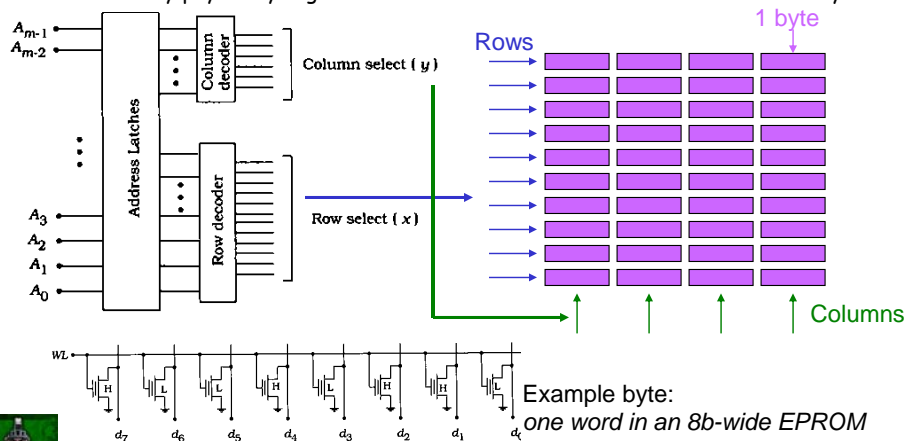 1 byte
A_{m-1}
A_{m-2}
Rows
Column decoder
Column select ( y )
Address Latches
Row decoder
Row select ( x )
A_3
A_2
A_1
A_0
Columns
WL
H L L H L H H L
d_7 d_6 d_5 d_4 d_3 d_2 d_1
Example byte:
one word in an 8b-wide EPROM